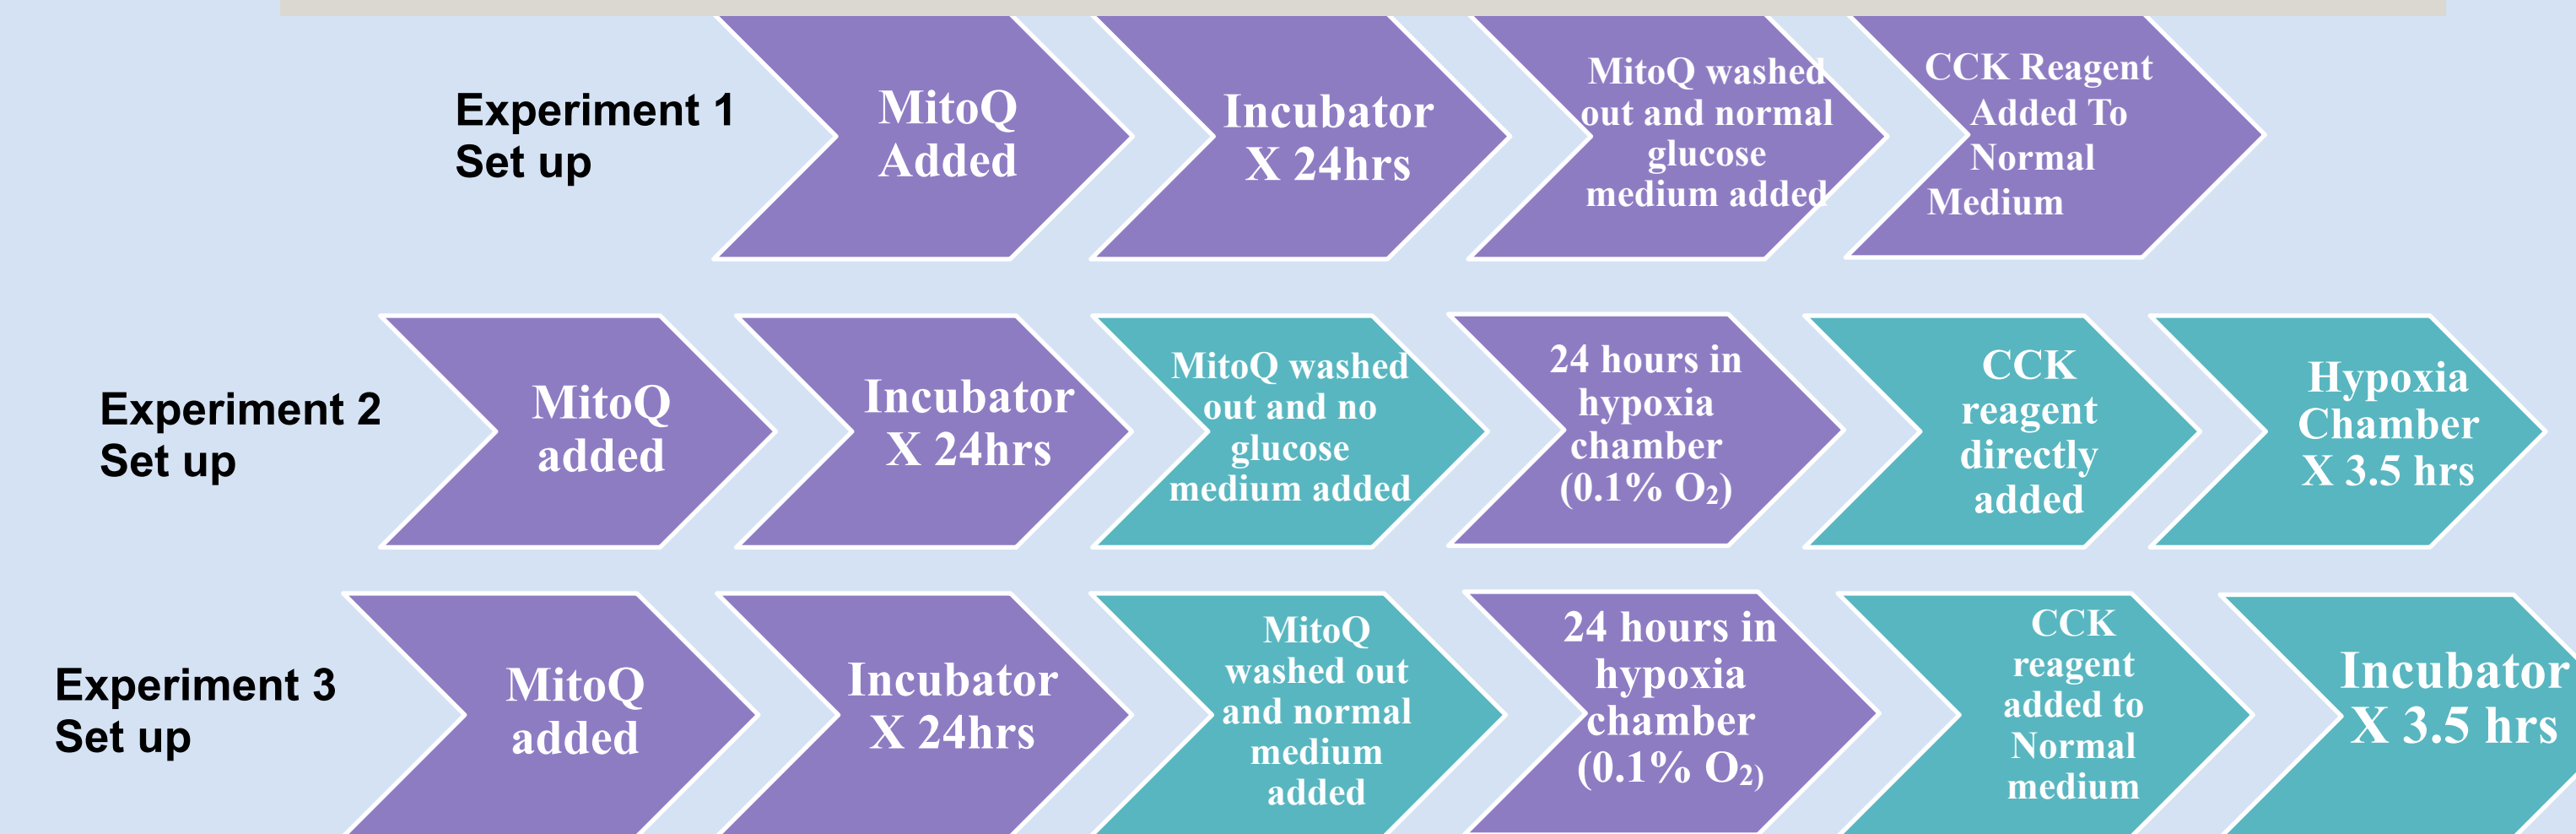 Experiment 1
Set up
MitoQ
Added
Incubator
X 24hrs
MitoQ washed
out and normal
glucose
medium added
CCK Reagent
Added To
Normal
Medium
Experiment 2
Set up
MitoQ
added
Incubator
X 24hrs
MitoQ washed
out and no
glucose
medium added
24 hours in
hypoxia
chamber
(0.1% O₂)
CCK
reagent
directly
added
Hypoxia
Chamber
X 3.5 hrs
Experiment 3
Set up
MitoQ
added
Incubator
X 24hrs
MitoQ
washed out
and normal
medium
added
24 hours in
hypoxia
chamber
(0.1% O₂)
CCK
reagent
added to
Normal
medium
Incubator
X 3.5 hrs